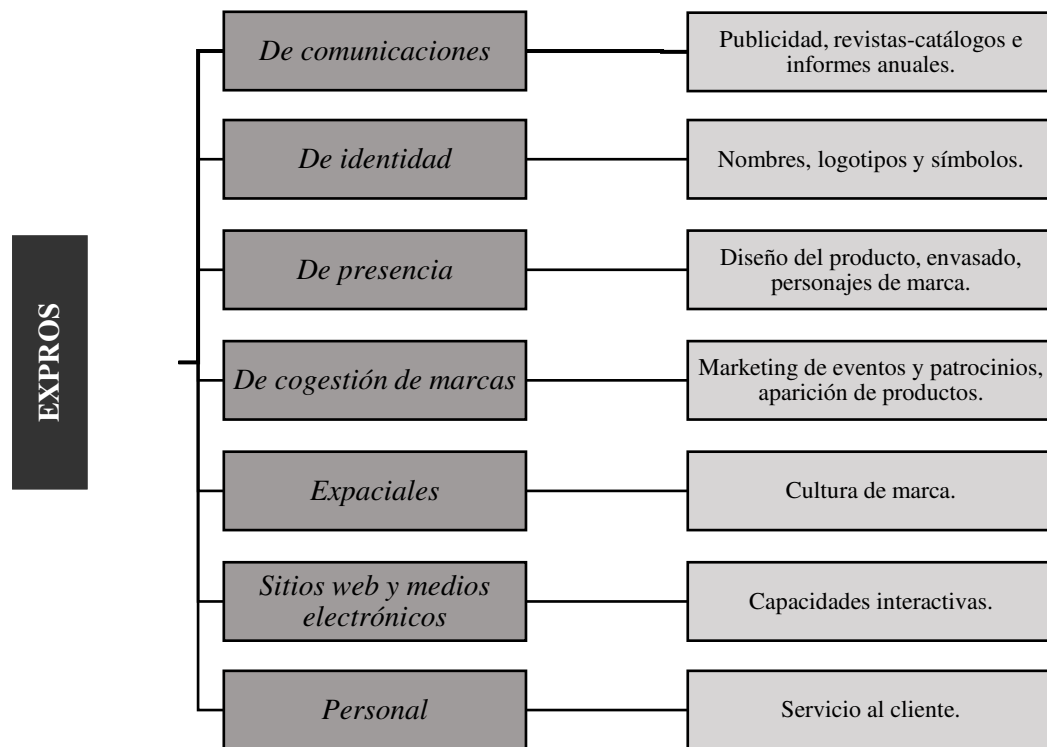 EXPROS
De comunicaciones
Publicidad, revistas-catálogos e
informes anuales.
De identidad
Nombres, logotipos y símbolos.
De presencia
Diseño del producto, envasado,
personajes de marca.
De cogestión de marcas
Marketing de eventos y patrocinios,
aparición de productos.
Expaciales
Cultura de marca.
Sitios web y medios
electrónicos
Capacidades interactivas.
Personal
Servicio al cliente.